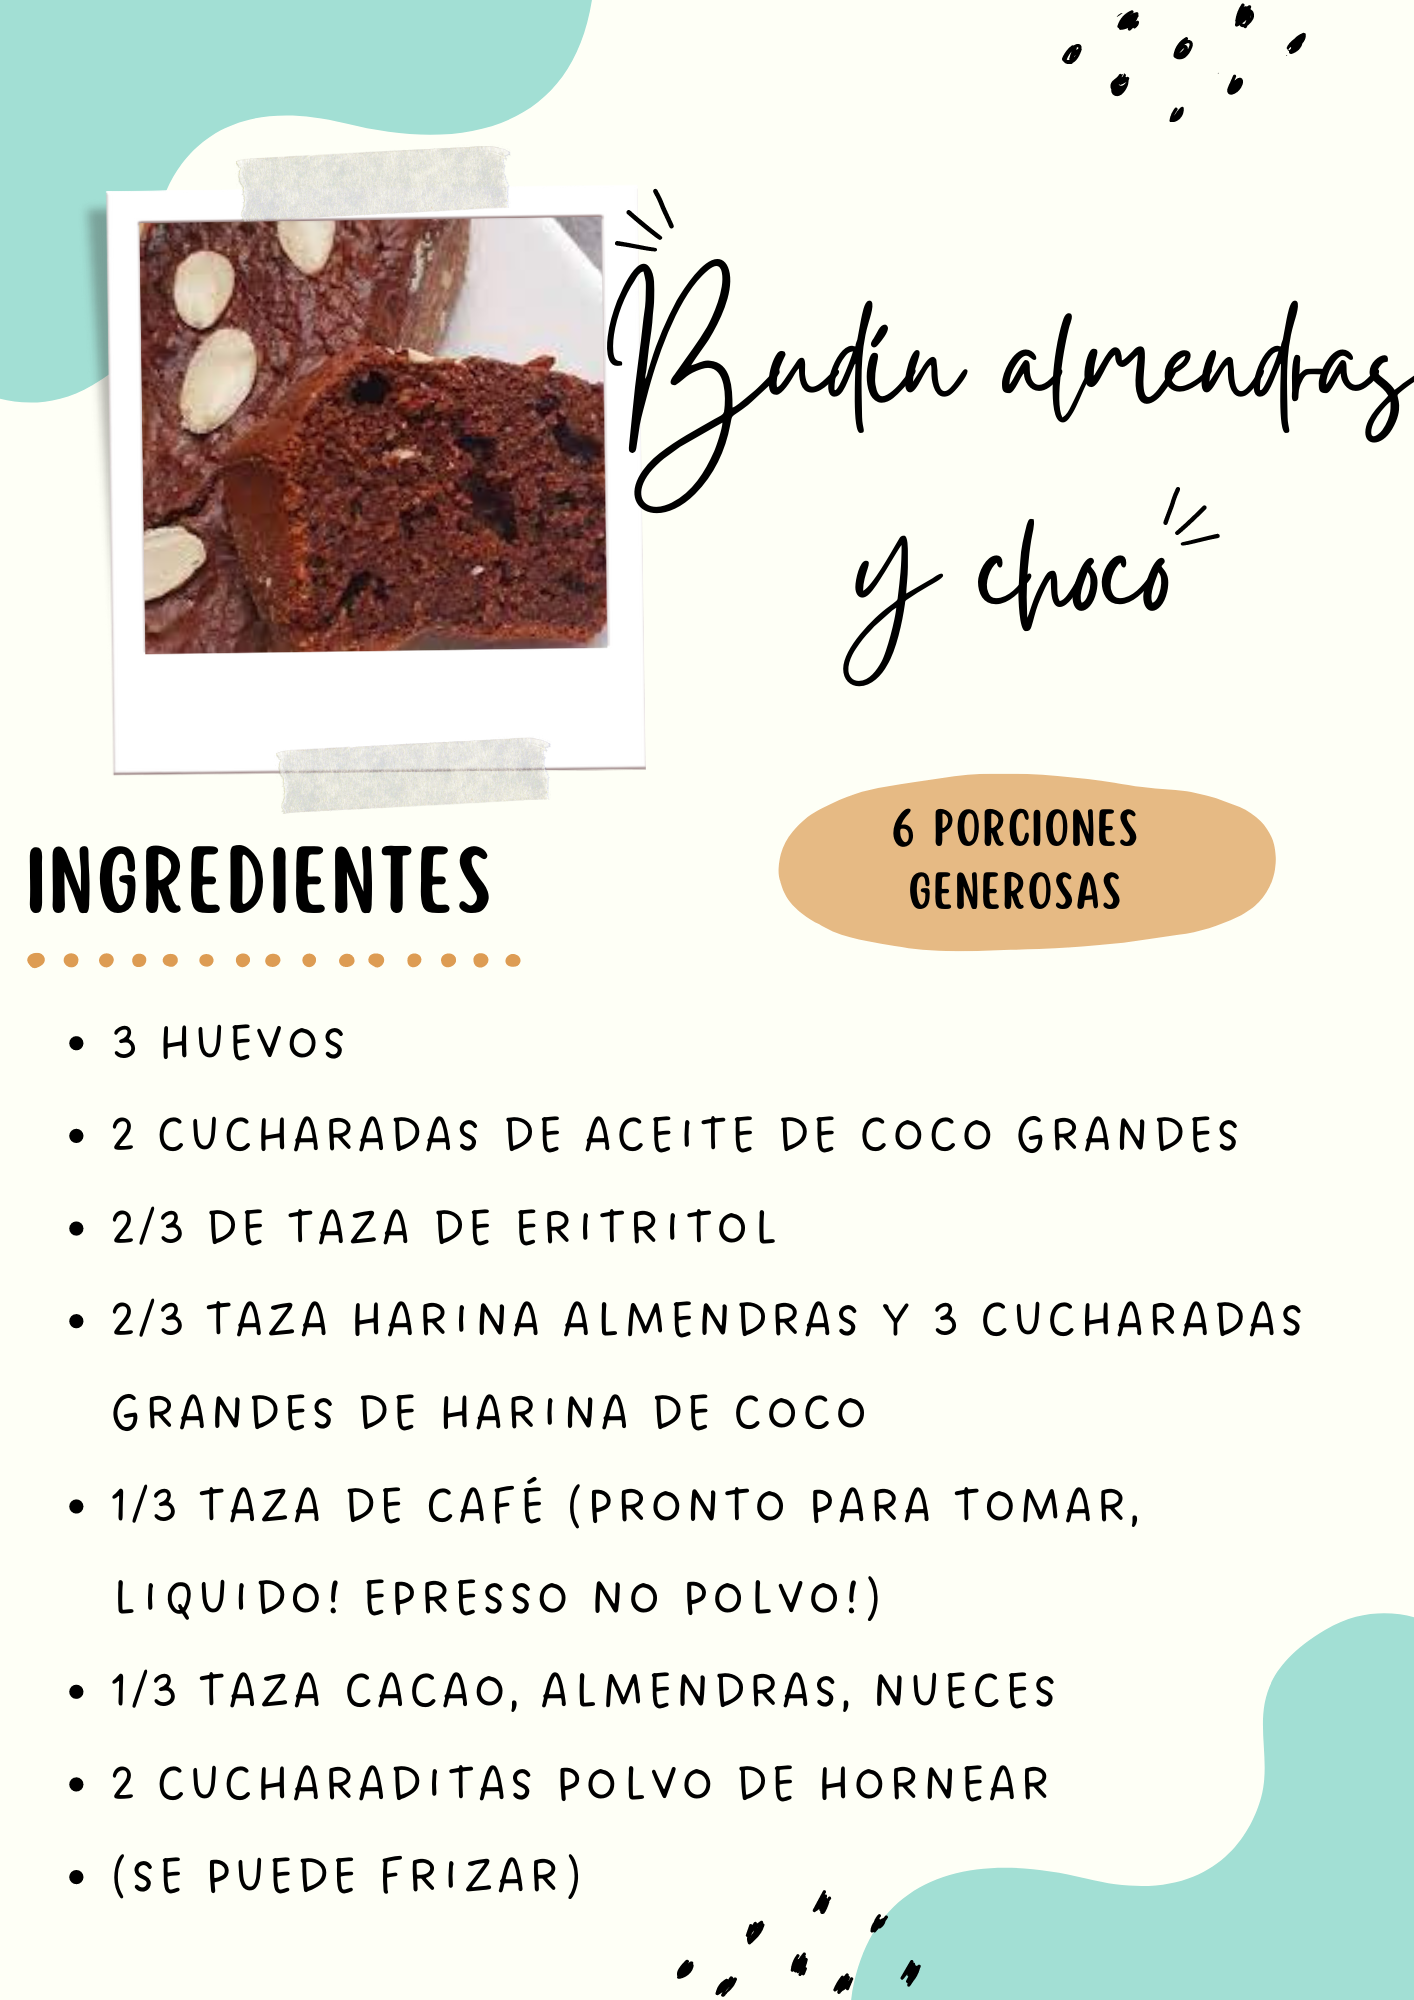 Budín almendras
y choco
6 PORCIONES
GENEROSAS
INGREDIENTES
3 HUEVOS
2 CUCHARADAS DE ACEITE DE COCO GRANDES
2/3 DE TAZA DE ERITRITOL
2/3 TAZA HARINA ALMENDRAS Y 3 CUCHARADAS
GRANDES DE HARINA DE COCO
1/3 TAZA DE CAFÉ (PRONTO PARA TOMAR,
LIQUIDO! EPRESSO NO POLVO!)
1/3 TAZA CACAO, ALMENDRAS, NUECES
2 CUCHARADITAS POLVO DE HORNEAR
(SE PUEDE FRIZAR)